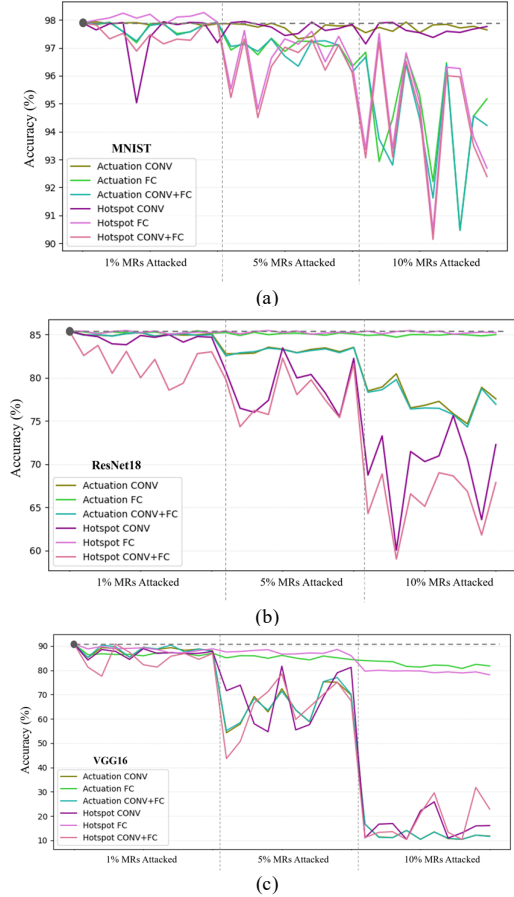 98
97
96
95
94
93
92
91
90
Accuracy (%)
MNIST
Actuation CONV
Actuation FC
Actuation CONV+FC
Hotspot CONV
Hotspot FC
Hotspot CONV+FC
1% MRs Attacked 5% MRs Attacked 10% MRs Attacked
(a)
85
80
75
70
65
60
Accuracy (%)
ResNet18
Actuation CONV
Actuation FC
Actuation CONV+FC
Hotspot CONV
Hotspot FC
Hotspot CONV+FC
1% MRs Attacked 5% MRs Attacked 10% MRs Attacked
(b)
90
80
70
60
50
40
30
20
10
Accuracy (%)
VGG16
Actuation CONV
Actuation FC
Actuation CONV+FC
Hotspot CONV
Hotspot FC
Hotspot CONV+FC
1% MRs Attacked 5% MRs Attacked 10% MRs Attacked
(c)